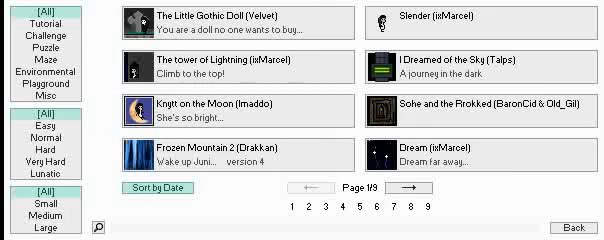 [All]
Tutorial
Challenge
Puzzle
Maze
Environmental
Playground
Misc
[All]
Easy
Normal
Hard
Very Hard
Lunatic
[All]
Small
Medium
Large
The Little Gothic Doll (Velvet)
You are a doll no one wants to buy...
Slender (ixMarcel)
The tower of Lightning (ixMarcel)
Climb to the top!
I Dreamed of the Sky (Talps)
A journey in the dark
Knytt on the Moon (Imaddo)
She's so bright...
Sohe and the Rrokked (BaronCid & Old_Gil)
Frozen Mountain 2 (Drakkan)
Wake up Juni... version 4
Dream (ixMarcel)
Dream far away...
Sort by Date
Page 1/9
1 2 3 4 5 6 7 8 9
Back